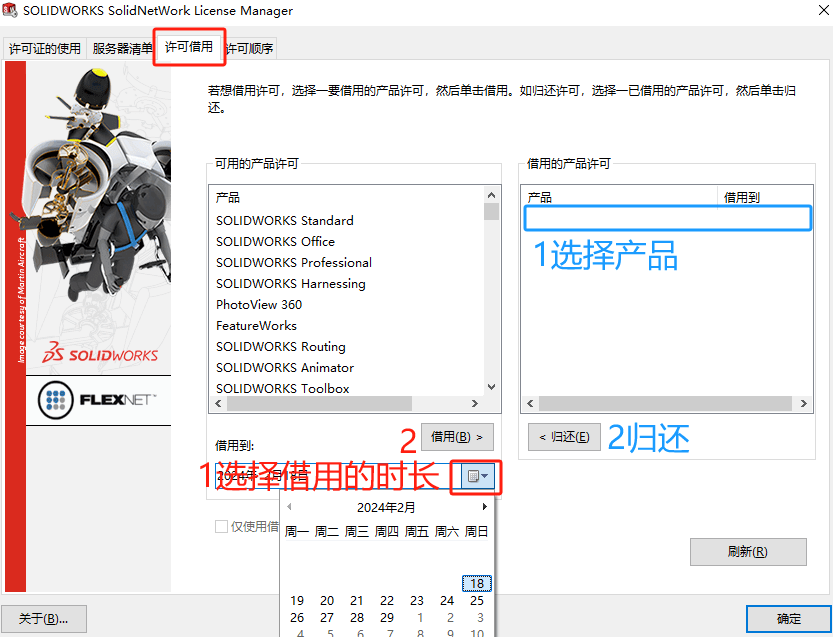 SOLIDWORKS SolidNetWork License Manager
许可证的使用
服务器清单
许可借用
许可顺序
若想借用许可，选择一要借用的产品许可，然后单击借用。如归还许可，选择一已借用的产品许可，然后单击归
还。
可用的产品许可
产品
SOLIDWORKS Standard
SOLIDWORKS Office
SOLIDWORKS Professional
SOLIDWORKS Harnessing
PhotoView 360
FeatureWorks
SOLIDWORKS Routing
SOLIDWORKS Animator
SOLIDWORKS Toolbox
借用的产品许可
产品 借用到
1选择产品
Image courtesy of Martin Aircraft
SOLIDWORKS
FLEXNET
借用到:
2
借用(B) >
< 归还(E)
2归还
1选择借用的时长
2024年 2月18日
仅使用借
2024年2月
周一 周二 周三 周四 周五 周六 周日
18
19 20 21 22 23 24 25
26 27 28 29 1 2 3
4 5 6 7 8 9 10
刷新(R)
关于(B)...
确定